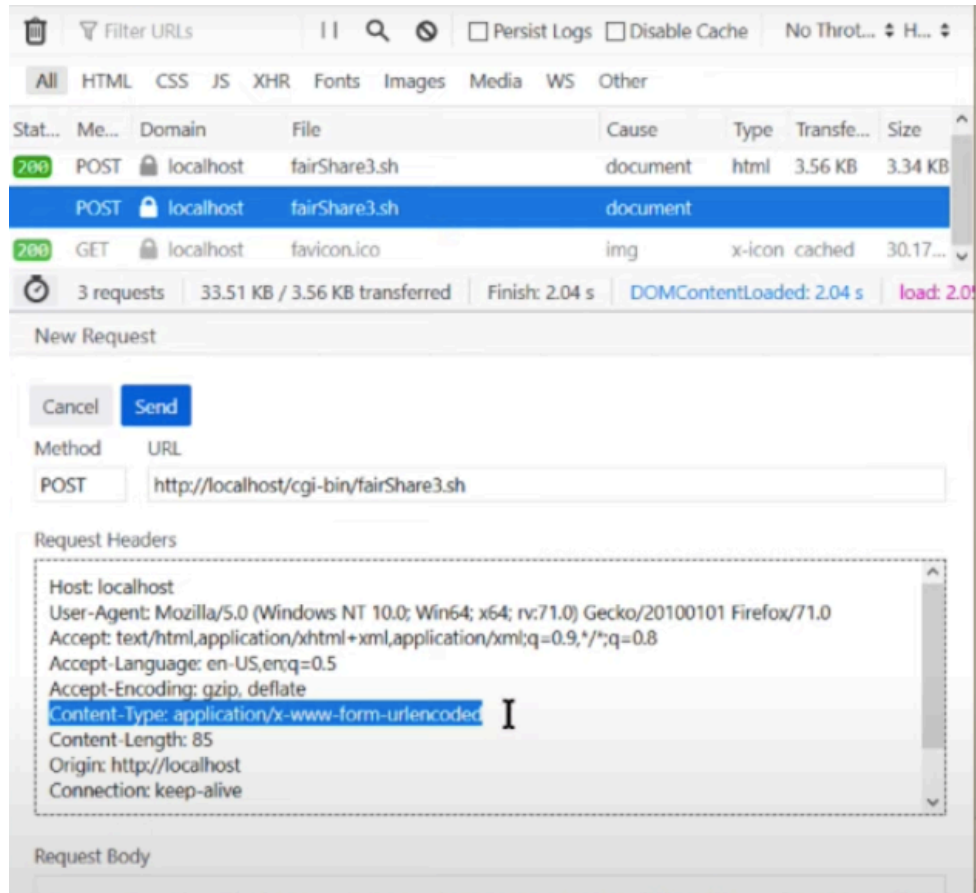 Filter URLs Persist Logs Disable Cache No Throt... H...
All HTML CSS JS XHR Fonts Images Media WS Other
Stat... Me... Domain File Cause Type Transfe... Size
200 POST localhost fairShare3.sh document html 3.56 KB 3.34 KB
POST localhost fairShare3.sh document
200 GET localhost favicon.ico img x-icon cached 30.17...
3 requests 33.51 KB / 3.56 KB transferred Finish: 2.04 s DOMContentLoaded: 2.04 s load: 2.05
New Request
Cancel Send
Method URL
POST http://localhost/cgi-bin/fairShare3.sh
Request Headers
Host: localhost
User-Agent: Mozilla/5.0 (Windows NT 10.0; Win64; x64; rv:71.0) Gecko/20100101 Firefox/71.0
Accept: text/html,application/xhtml+xml,application/xml;q=0.9,*/*;q=0.8
Accept-Language: en-US,en;q=0.5
Accept-Encoding: gzip, deflate
Content-Type: application/x-www-form-urlencoded
Content-Length: 85
Origin: http://localhost
Connection: keep-alive
Request Body